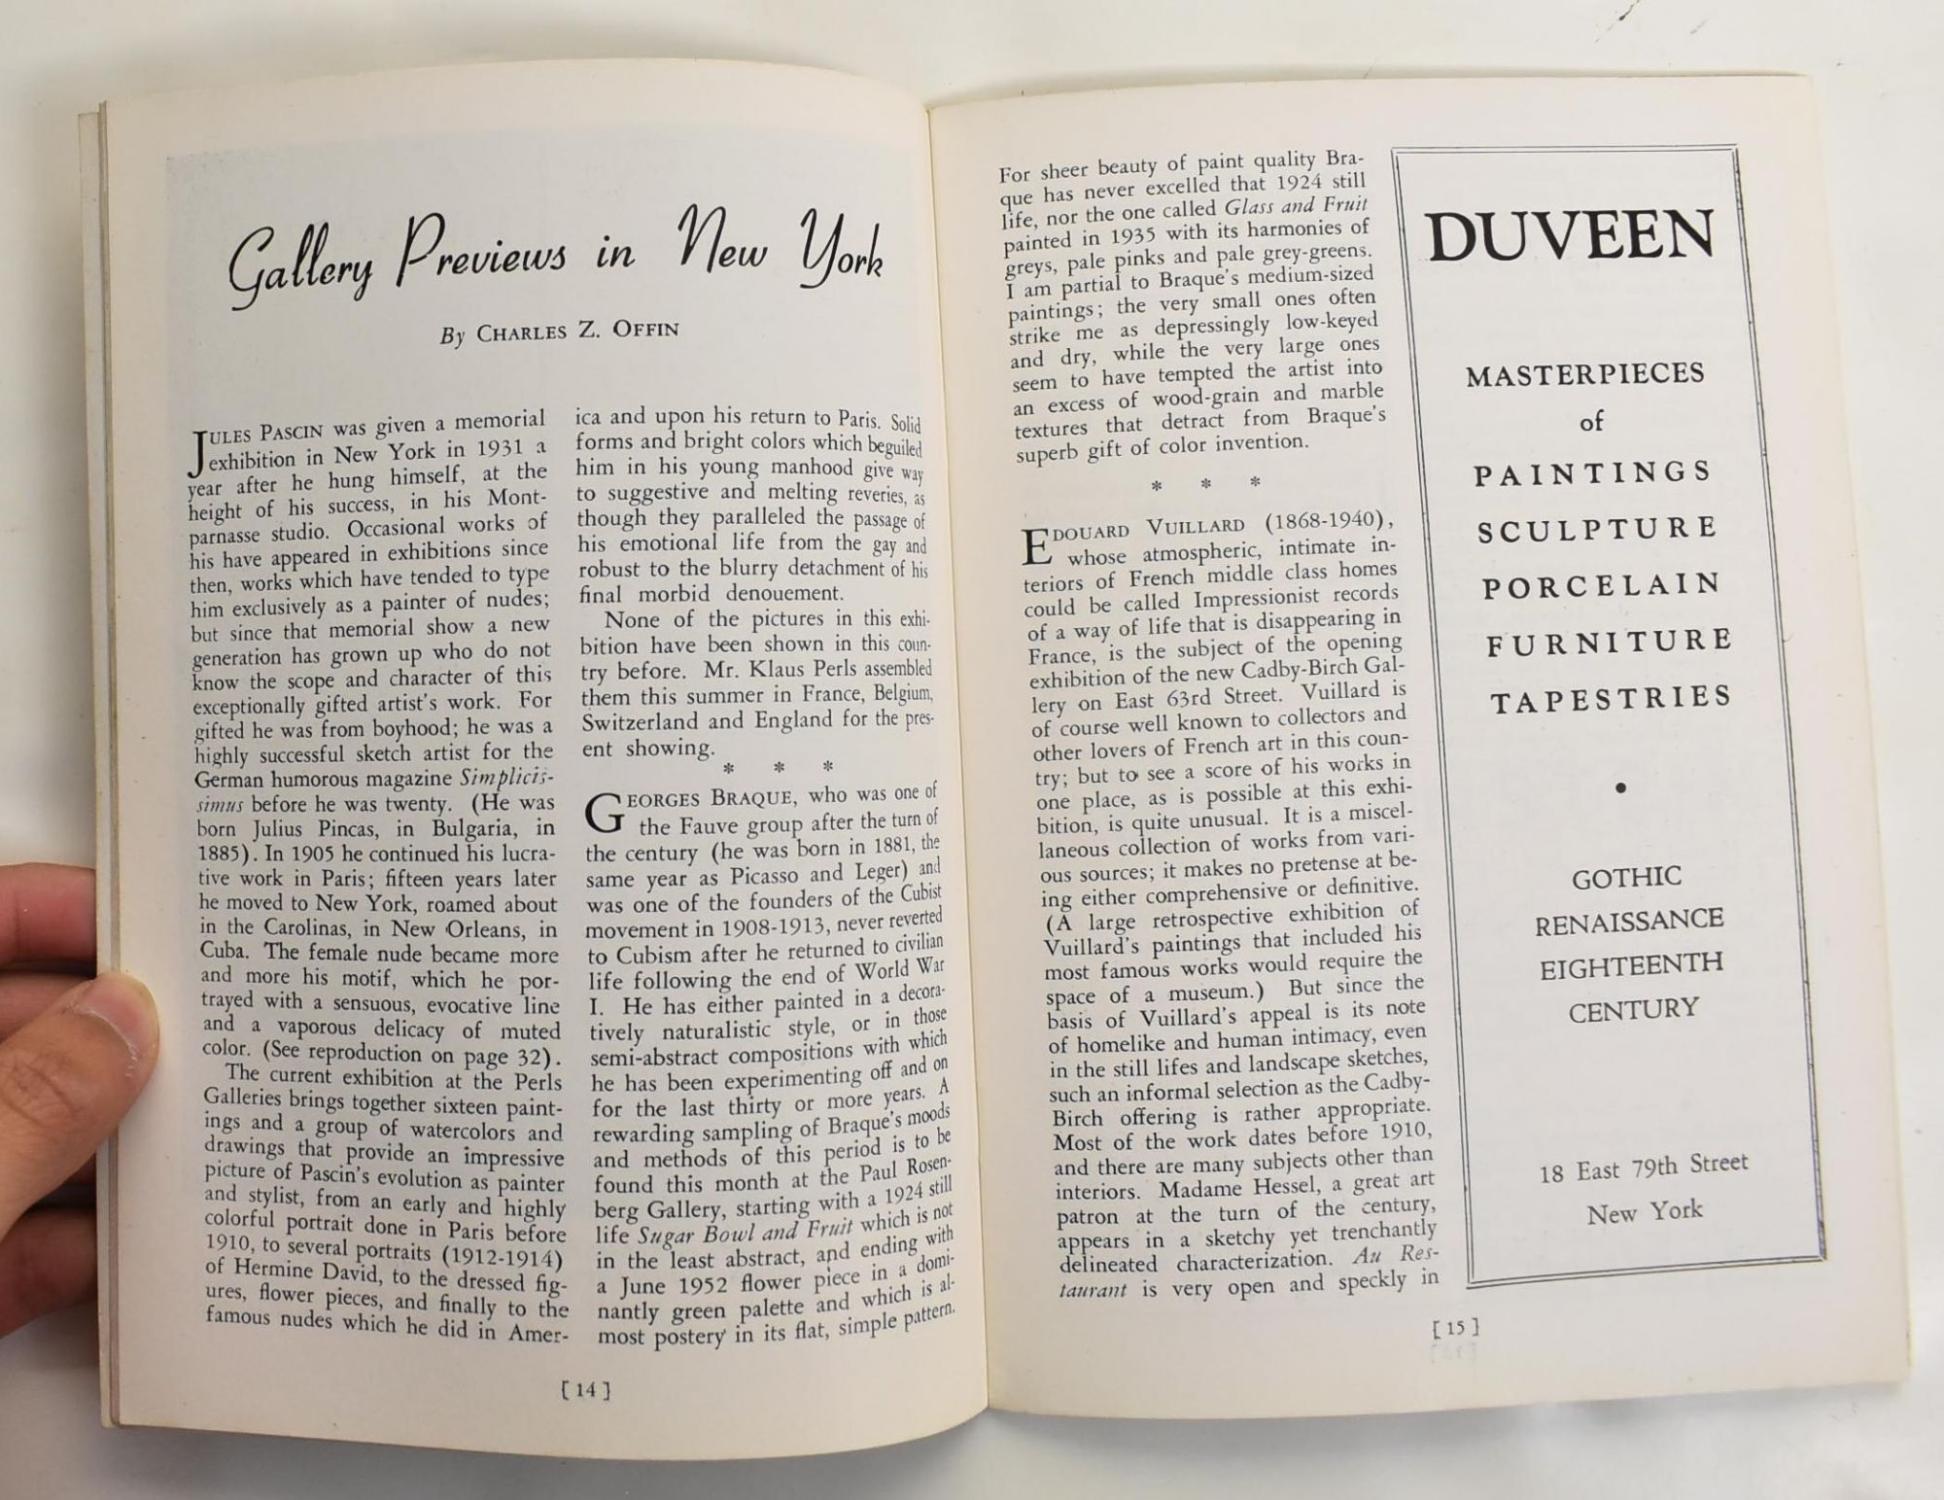 Gallery Previews in New York
By CHARLES Z. OFFIN
JULES PASCIN was given a memorial
exhibition in New York in 1931 a
year after he hung himself, at the
height of his success, in his Mont-
parnasse studio. Occasional works of
his have appeared in exhibitions since
then, works which have tended to type
him exclusively as a painter of nudes;
but since that memorial show a new
generation has grown up who do not
know the scope and character of this
exceptionally gifted artist's work. For
gifted he was from boyhood; he was a
highly successful sketch artist for the
German humorous magazine Simplicis-
simus before he was twenty. (He was
born Julius Pincas, in Bulgaria, in
1885). In 1905 he continued his lucra-
tive work in Paris; fifteen years later
he moved to New York, roamed about
in the Carolinas, in New Orleans, in
Cuba. The female nude became more
and more his motif, which he por-
trayed with a sensuous, evocative line
and a vaporous delicacy of muted
color. (See reproduction on page 32).
The current exhibition at the Perls
Galleries brings together sixteen paint-
ings and a group of watercolors and
drawings that provide an impressive
picture of Pascin's evolution as painter
and stylist, from an early and highly
colorful portrait done in Paris before
1910, to several portraits (1912-1914)
of Hermine David, to the dressed fig-
ures, flower pieces, and finally to the
famous nudes which he did in Amer-
ica and upon his return to Paris. Solid
forms and bright colors which beguiled
him in his young manhood give way
to suggestive and melting reveries, as
though they paralleled the passage of
his emotional life from the gay and
robust to the blurry detachment of his
final morbid denouement.
None of the pictures in this exhi-
bition have been shown in this coun-
try before. Mr. Klaus Perls assembled
them this summer in France, Belgium,
Switzerland and England for the pres-
ent showing.
* * *
GEORGES BRAQUE, who was one of
the Fauve group after the turn of
the century (he was born in 1881, the
same year as Picasso and Leger) and
was one of the founders of the Cubist
movement in 1908-1913, never reverted
to Cubism after he returned to civilian
life following the end of World War
I. He has either painted in a decora-
tively naturalistic style, or in those
semi-abstract compositions with which
he has been experimenting off and on
for the last thirty or more years. A
rewarding sampling of Braque's moods
and methods of this period is to be
found this month at the Paul Rosen-
berg Gallery, starting with a 1924 still
life Sugar Bowl and Fruit which is not
in the least abstract, and ending with
a June 1952 flower piece in a domi-
nantly green palette and which is al-
most postery in its flat, simple pattern.
[ 14 ]
For sheer beauty of paint quality Bra-
que has never excelled that 1924 still
life, nor the one called Glass and Fruit
painted in 1935 with its harmonies of
greys, pale pinks and pale grey-greens.
I am partial to Braque's medium-sized
paintings; the very small ones often
strike me as depressingly low-keyed
and dry, while the very large ones
seem to have tempted the artist into
an excess of wood-grain and marble
textures that detract from Braque's
superb gift of color invention.
* * *
EDOUARD VUILLARD (1868-1940),
whose atmospheric, intimate in-
teriors of French middle class homes
could be called Impressionist records
of a way of life that is disappearing in
France, is the subject of the opening
exhibition of the new Cadby-Birch Gal-
lery on East 63rd Street. Vuillard is
of course well known to collectors and
other lovers of French art in this coun-
try; but to see a score of his works in
one place, as is possible at this exhi-
bition, is quite unusual. It is a miscel-
laneous collection of works from vari-
ous sources; it makes no pretense at be-
ing either comprehensive or definitive.
(A large retrospective exhibition of
Vuillard's paintings that included his
most famous works would require the
space of a museum.) But since the
basis of Vuillard's appeal is its note
of homelike and human intimacy, even
in the still lifes and landscape sketches,
such an informal selection as the Cadby-
Birch offering is rather appropriate.
Most of the work dates before 1910,
and there are many subjects other than
interiors. Madame Hessel, a great art
patron at the turn of the century,
appears in a sketchy yet trenchantly
delineated characterization. Au Res-
taurant is very open and speckly in
DUVEEN
MASTERPIECES
of
PAINTINGS
SCULPTURE
PORCELAIN
FURNITURE
TAPESTRIES
•
GOTHIC
RENAISSANCE
EIGHTEENTH
CENTURY
18 East 79th Street
New York
[ 15 ]